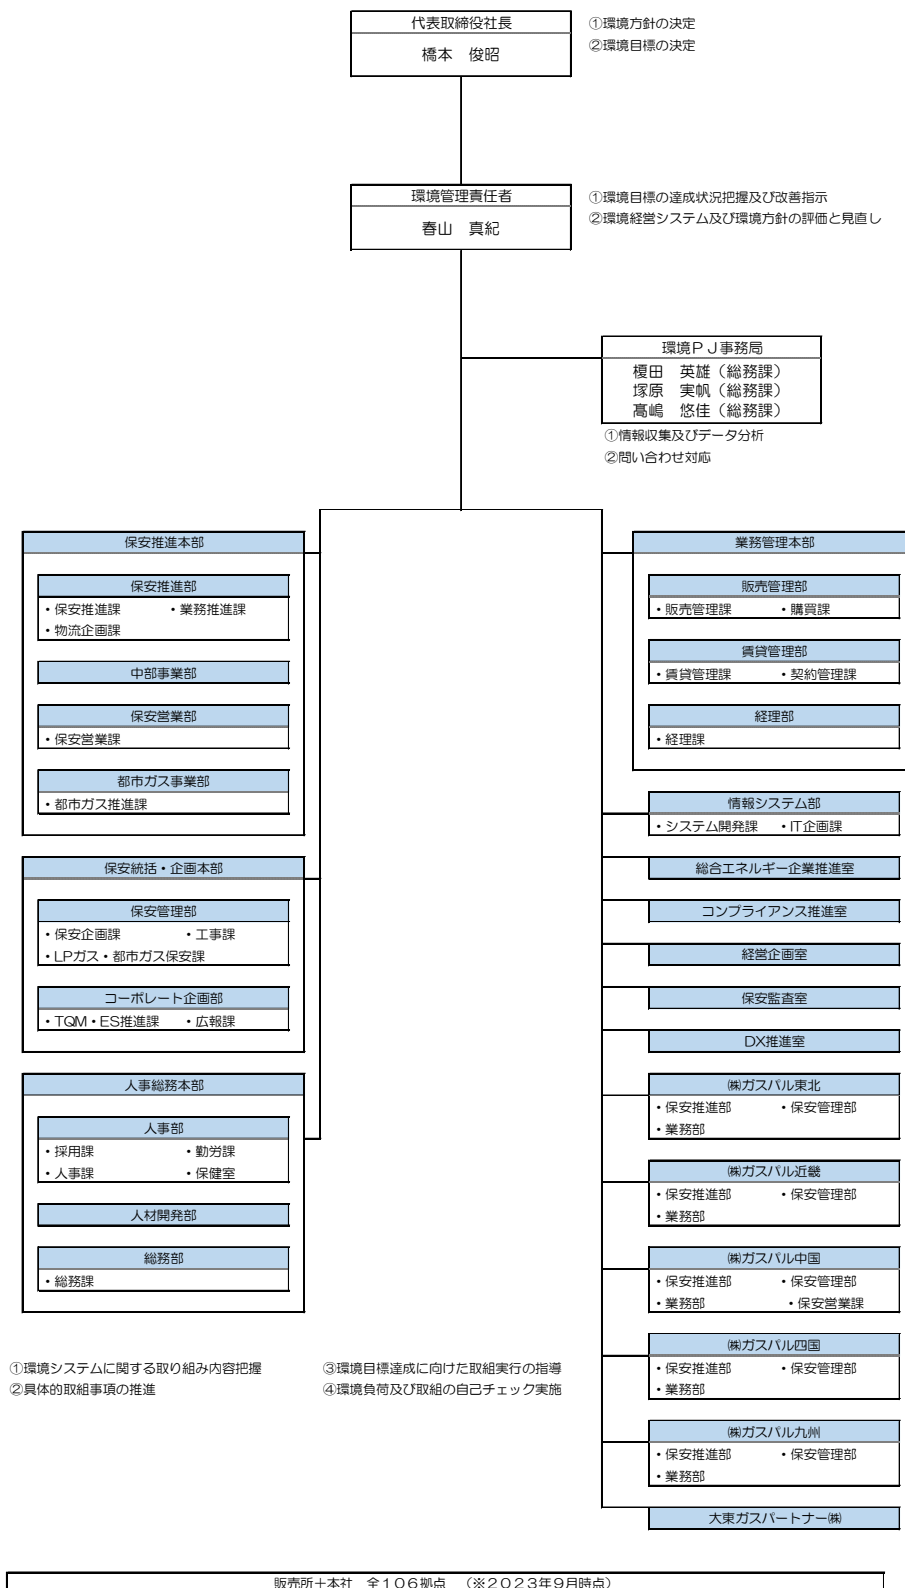 代表取締役社長
橋本　俊昭
①環境方針の決定
②環境目標の決定
環境管理責任者
春山　真紀
①環境目標の達成状況把握及び改善指示
②環境経営システム及び環境方針の評価と見直し
環境ＰＪ事務局
榎田　英雄（総務課）
塚原　実帆（総務課）
髙嶋　悠佳（総務課）
①情報収集及びデータ分析
②問い合わせ対応
保安推進本部
保安推進部
・保安推進課　・業務推進課
・物流企画課
中部事業部
保安営業部
・保安営業課
都市ガス事業部
・都市ガス推進課
保安統括・企画本部
保安管理部
・保安企画課　・工事課
・LPガス・都市ガス保安課
コーポレート企画部
・TQM・ES推進課　・広報課
人事総務本部
人事部
・採用課　・勤労課
・人事課　・保健室
人材開発部
総務部
・総務課
業務管理本部
販売管理部
・販売管理課　・購買課
賃貸管理部
・賃貸管理課　・契約管理課
経理部
・経理課
情報システム部
・システム開発課　・IT企画課
総合エネルギー企業推進室
コンプライアンス推進室
経営企画室
保安監査室
DX推進室
㈱ガスパル東北
・保安推進部　・保安管理部
・業務部
㈱ガスパル近畿
・保安推進部　・保安管理部
・業務部
㈱ガスパル中国
・保安推進部　・保安管理部
・業務部　・保安営業課
㈱ガスパル四国
・保安推進部　・保安管理部
・業務部
㈱ガスパル九州
・保安推進部　・保安管理部
・業務部
大東ガスパートナー㈱
①環境システムに関する取り組み内容把握
②具体的取組事項の推進
③環境目標達成に向けた取組実行の指導
④環境負荷及び取組の自己チェック実施
販売所＋本社　全１０６拠点　（※２０２３年９月時点）